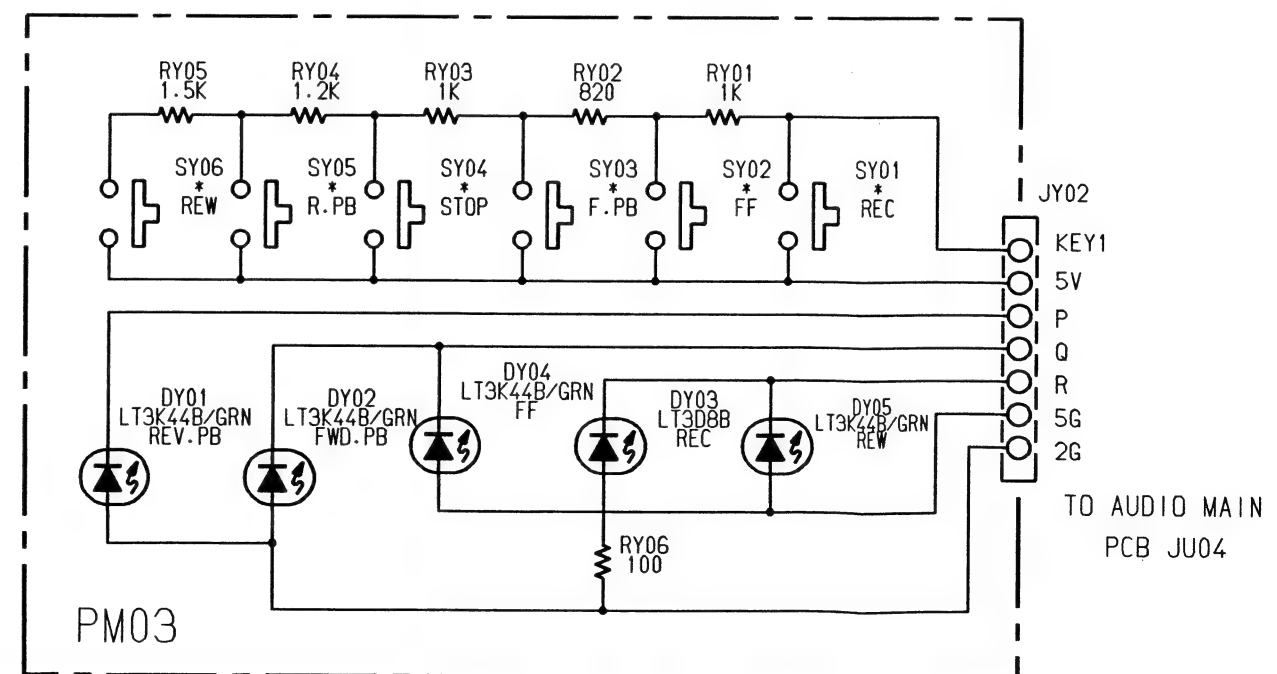 RY05
1.5K
RY04
1.2K
RY03
1K
RY02
820
RY01
1K
SY06
*
REW
SY05
*
R.PB
SY04
*
STOP
SY03
*
F.PB
SY02
*
FF
SY01
*
REC
JY02
KEY1
5V
P
Q
R
5G
2G
DY01
LT3K44B/GRN
REV.PB
DY02
LT3K44B/GRN
FWD.PB
DY04
LT3K44B/GRN
FF
DY03
LT3D8B
REC
DY05
LT3K44B/GRN
REW
RY06
100
TO AUDIO MAIN
PCB JU04
PM03